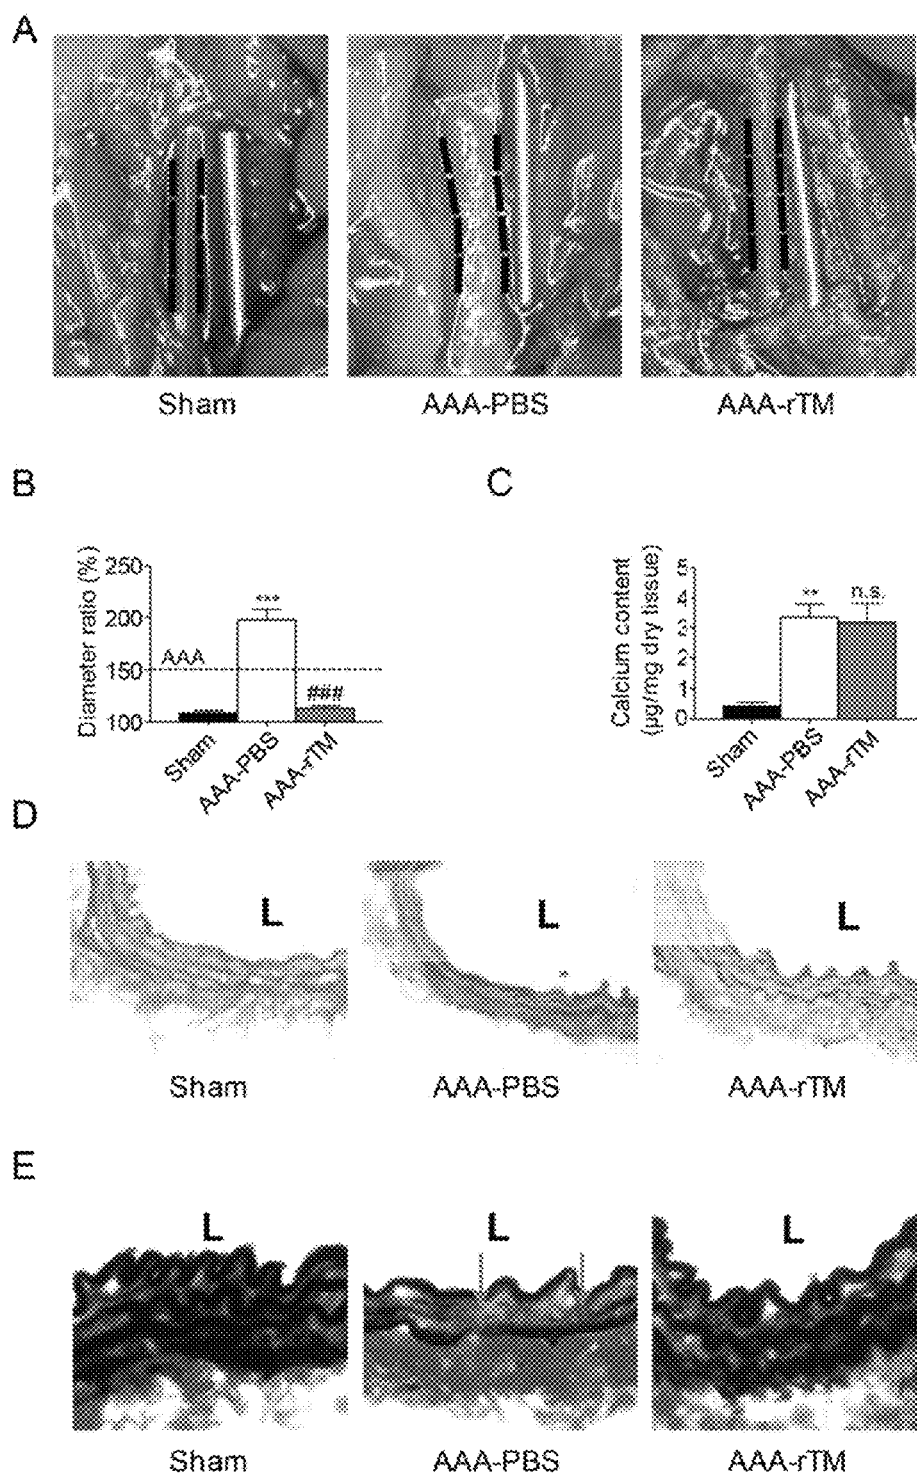 A
Sham AAA-PBS AAA-rTM
B
C
Diameter ratio (%)
250
200
150
100
AAA
***
###
Sham
AAA-PBS
AAA-rTM
Calcium content
(µg/mg dry tissue)
5
4
3
2
1
0
**
n.s.
Sham
AAA-PBS
AAA-rTM
D
L L L
Sham AAA-PBS AAA-rTM
E
L L L
Sham AAA-PBS AAA-rTM